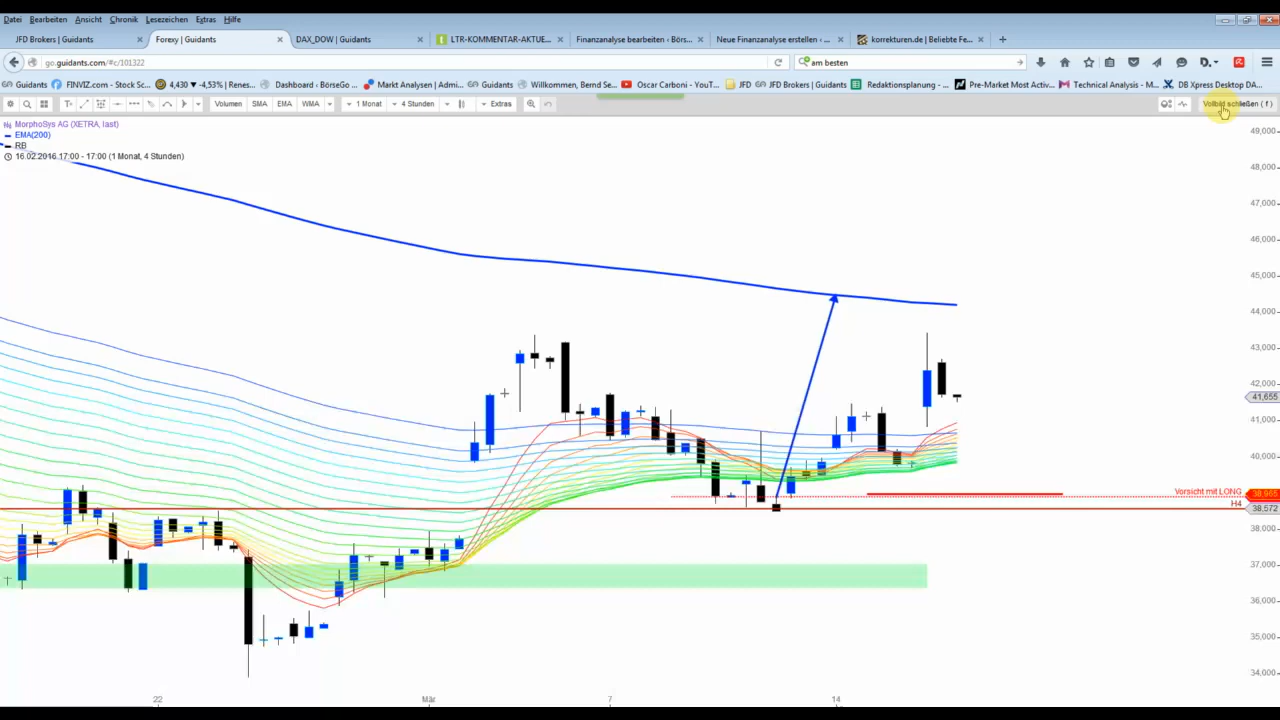 Datei Bearbeiten Ansicht Chronik Lesezeichen Extras Hilfe
JFD Brokers | Guidants Forexy | Guidants DAX_DOW | Guidants LTR-KOMMENTAR-AKTUE... Finanzanalyse bearbeiten ‹ Börs... Neue Finanzanalyse erstellen ‹ ... korrekturen.de | Beliebte Fe...
go.guidants.com/#c/101322 am besten
Guidants FINVIZ.com - Stock Sc... 4,430 ▼ -4,53% | Renes... Dashboard ‹ BörseGo ... Markt Analysen | Admi... Guidants Willkommen, Bernd Se... Oscar Carboni - YouT... JFD JFD Brokers | Guidants Redaktionsplanung - ... Pre-Market Most Activ... Technical Analysis - M... DB Xpress Desktop DA...
Volumen SMA EMA WMA 1 Monat 4 Stunden Extras Vollbild schließen ( f )
MorphoSys AG (XETRA, last)
EMA(200)
RB
16.02.2016 17:00 - 17:00 (1 Monat, 4 Stunden)
49,000
48,000
47,000
46,000
45,000
44,000
43,000
42,000
41,655
41,000
40,000
Vorsicht mit LONG 38,965
H4 38,572
38,000
37,000
36,000
35,000
34,000
22 Mär 7 14